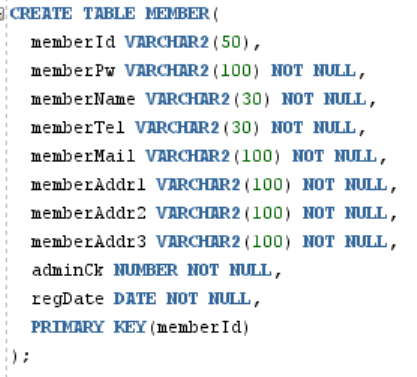 CREATE TABLE MEMBER(
memberId VARCHAR2(50),
memberPw VARCHAR2(100) NOT NULL,
memberName VARCHAR2(30) NOT NULL,
memberTel VARCHAR2(30) NOT NULL,
memberMail VARCHAR2(100) NOT NULL,
memberAddr1 VARCHAR2(100) NOT NULL,
memberAddr2 VARCHAR2(100) NOT NULL,
memberAddr3 VARCHAR2(100) NOT NULL,
adminCk NUMBER NOT NULL,
regDate DATE NOT NULL,
PRIMARY KEY(memberId)
);